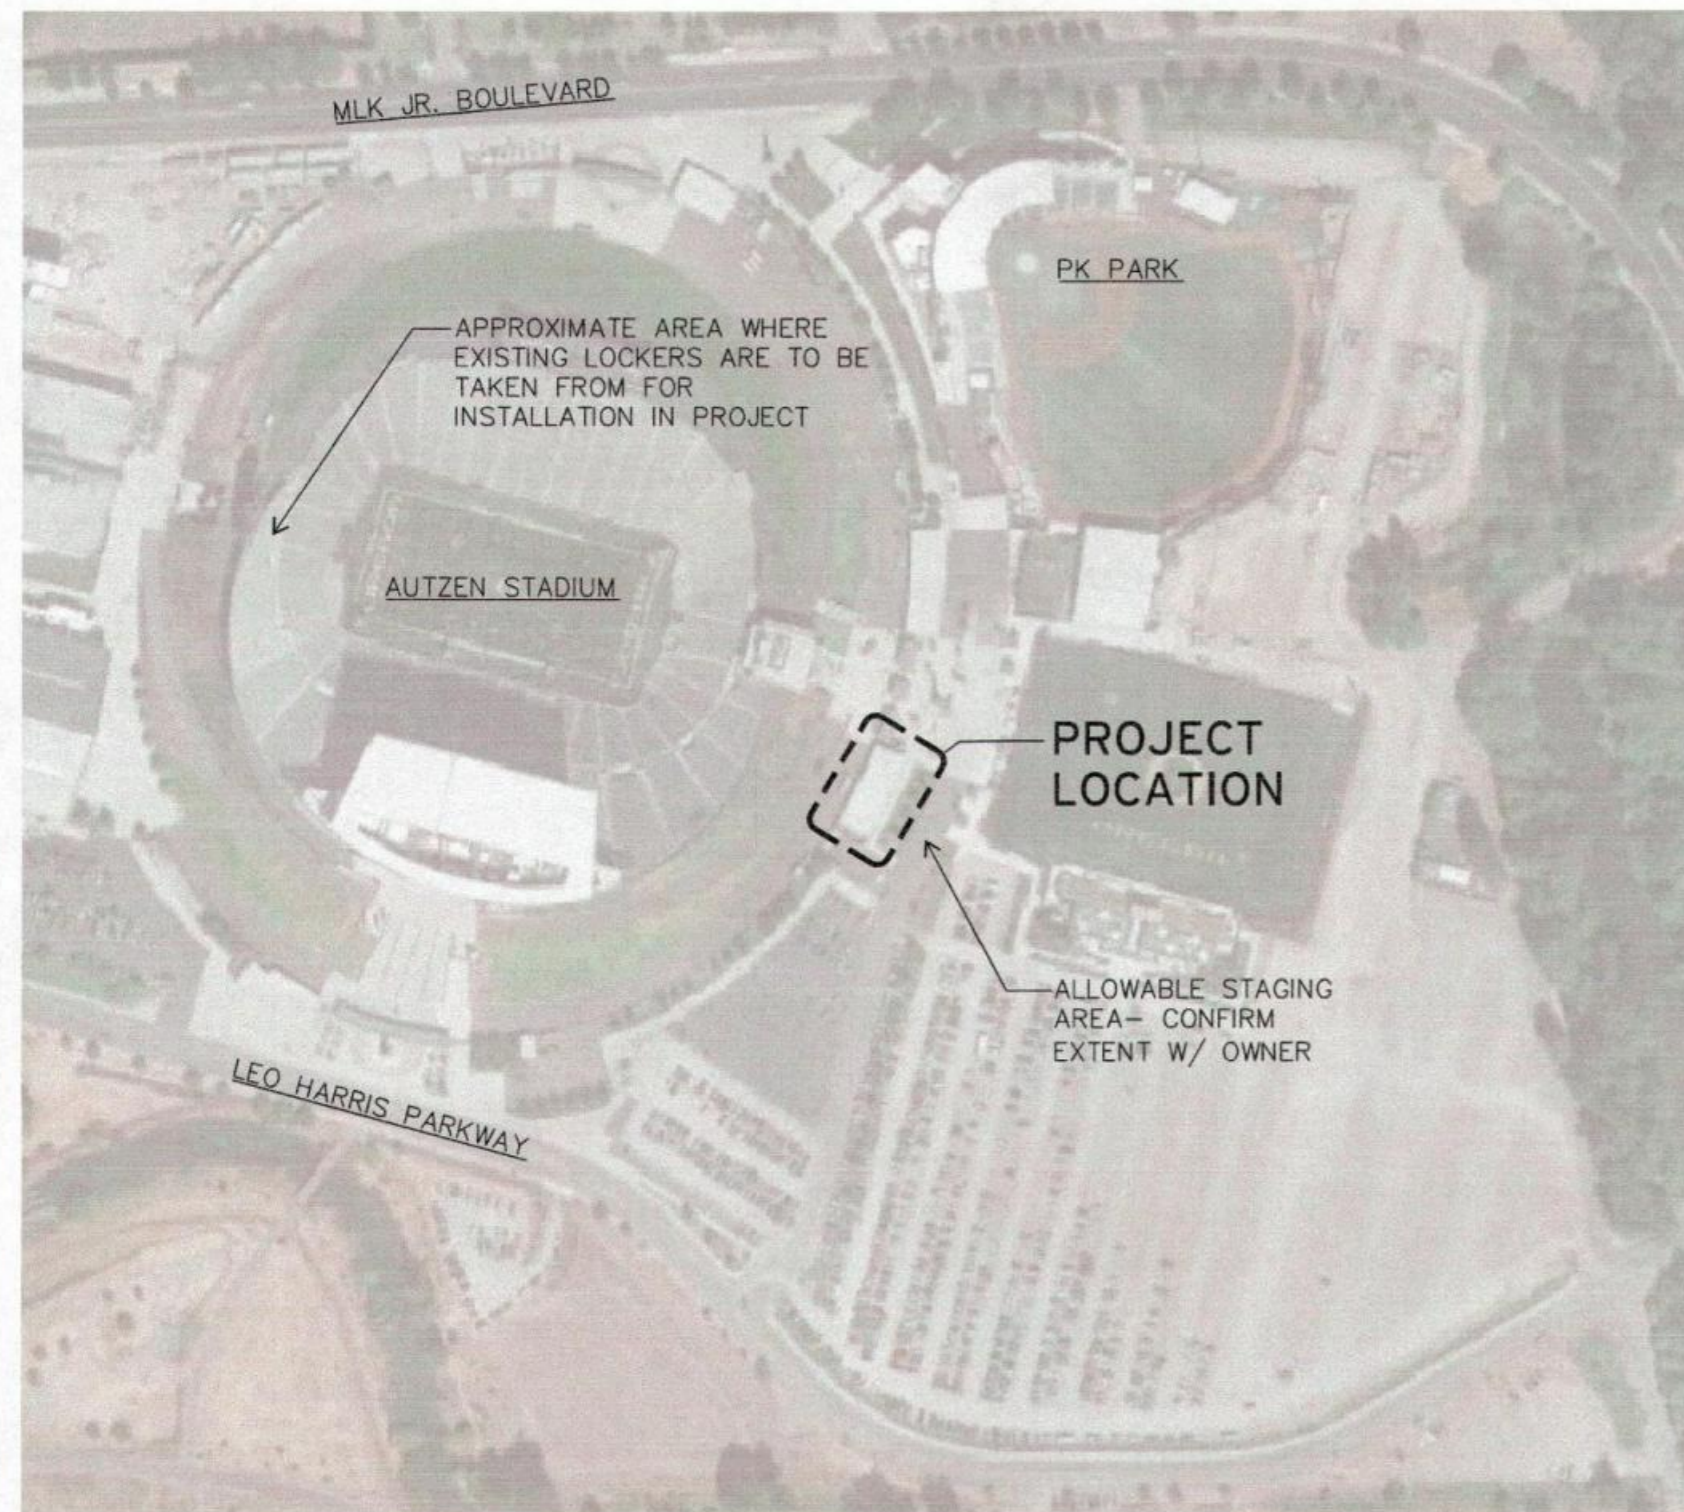 MLK JR. BOULEVARD
PK PARK
APPROXIMATE AREA WHERE
EXISTING LOCKERS ARE TO BE
TAKEN FROM FOR
INSTALLATION IN PROJECT
AUTZEN STADIUM
PROJECT
LOCATION
ALLOWABLE STAGING
AREA- CONFIRM
EXTENT W/ OWNER
LEO HARRIS PARKWAY